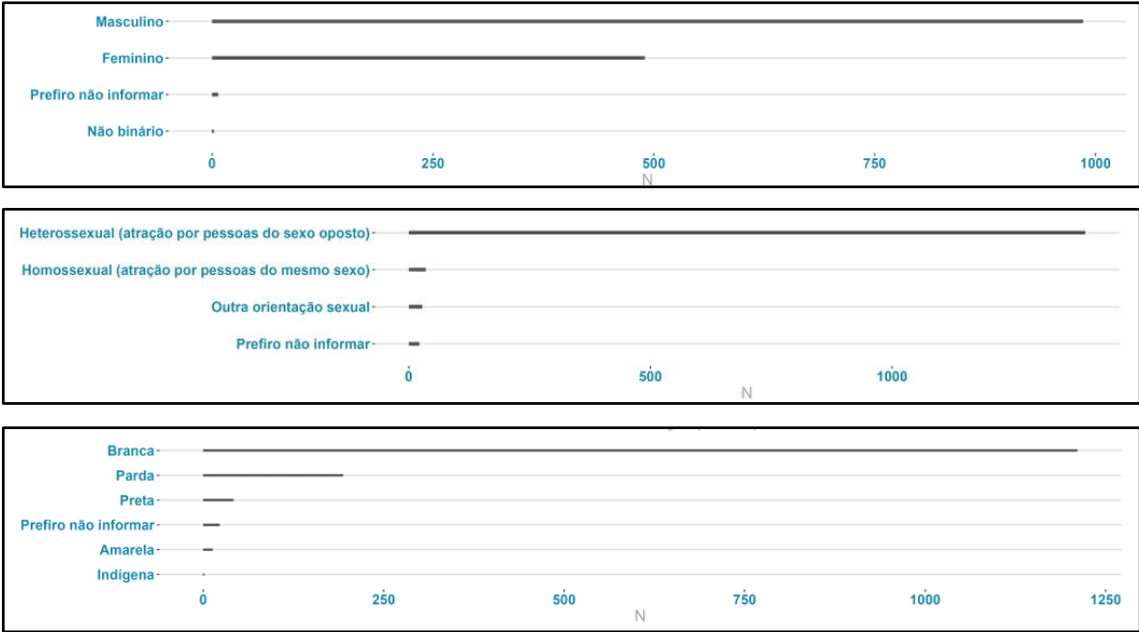 Masculino
Feminino
Prefiro não informar
Não binário
0 250 500 750 1000
N
Heterossexual (atração por pessoas do sexo oposto)
Homossexual (atração por pessoas do mesmo sexo)
Outra orientação sexual
Prefiro não informar
0 500 1000
N
Branca
Parda
Preta
Prefiro não informar
Amarela
Indígena
0 250 500 750 1000 1250
N